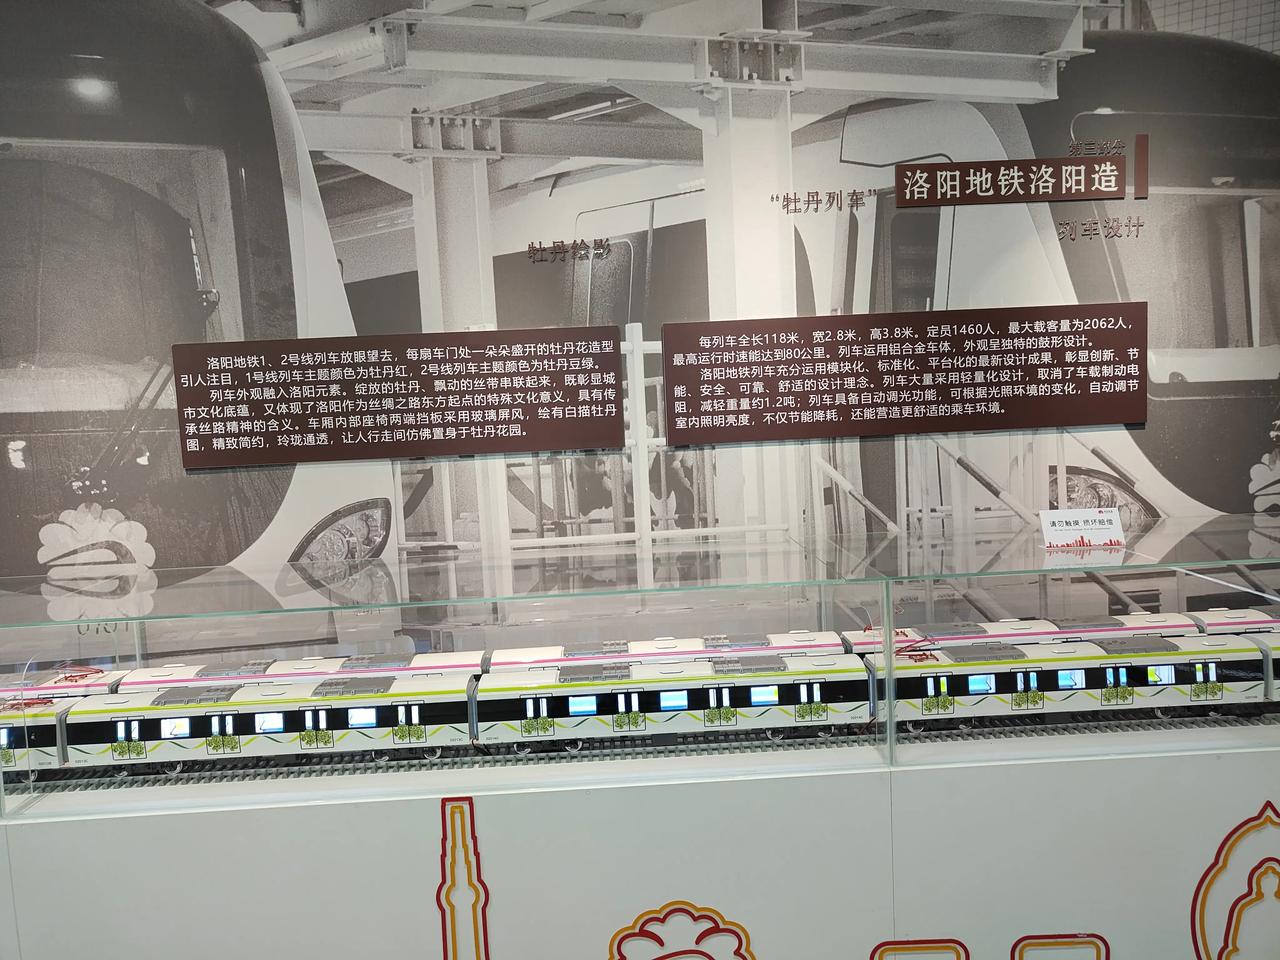 第三部分
洛阳地铁洛阳造
列车设计
“牡丹列车”
牡丹绘影
洛阳地铁1、2号线列车放眼望去，每扇车门处一朵朵盛开的牡丹花造型
引人注目，1号线列车主题颜色为牡丹红，2号线列车主题颜色为牡丹豆绿。
列车外观融入洛阳元素。绽放的牡丹、飘动的丝带串联起来，既彰显城
市文化底蕴，又体现了洛阳作为丝绸之路东方起点的特殊文化意义，具有传
承丝路精神的含义。车厢内部座椅两端挡板采用玻璃屏风，绘有白描牡丹
图，精致简约，玲珑通透，让人行走间仿佛置身于牡丹花园。
每列车全长118米，宽2.8米，高3.8米。定员1460人，最大载客量为2062人，
最高运行时速能达到80公里。列车运用铝合金车体，外观呈独特的鼓形设计。
洛阳地铁列车充分运用模块化、标准化、平台化的最新设计成果，彰显创新、节
能、安全、可靠、舒适的设计理念。列车大量采用轻量化设计，取消了车载制动电
阻，减轻重量约1.2吨；列车具备自动调光功能，可根据光照环境的变化，自动调节
室内照明亮度，不仅节能降耗，还能营造更舒适的乘车环境。
请勿触摸 损坏赔偿